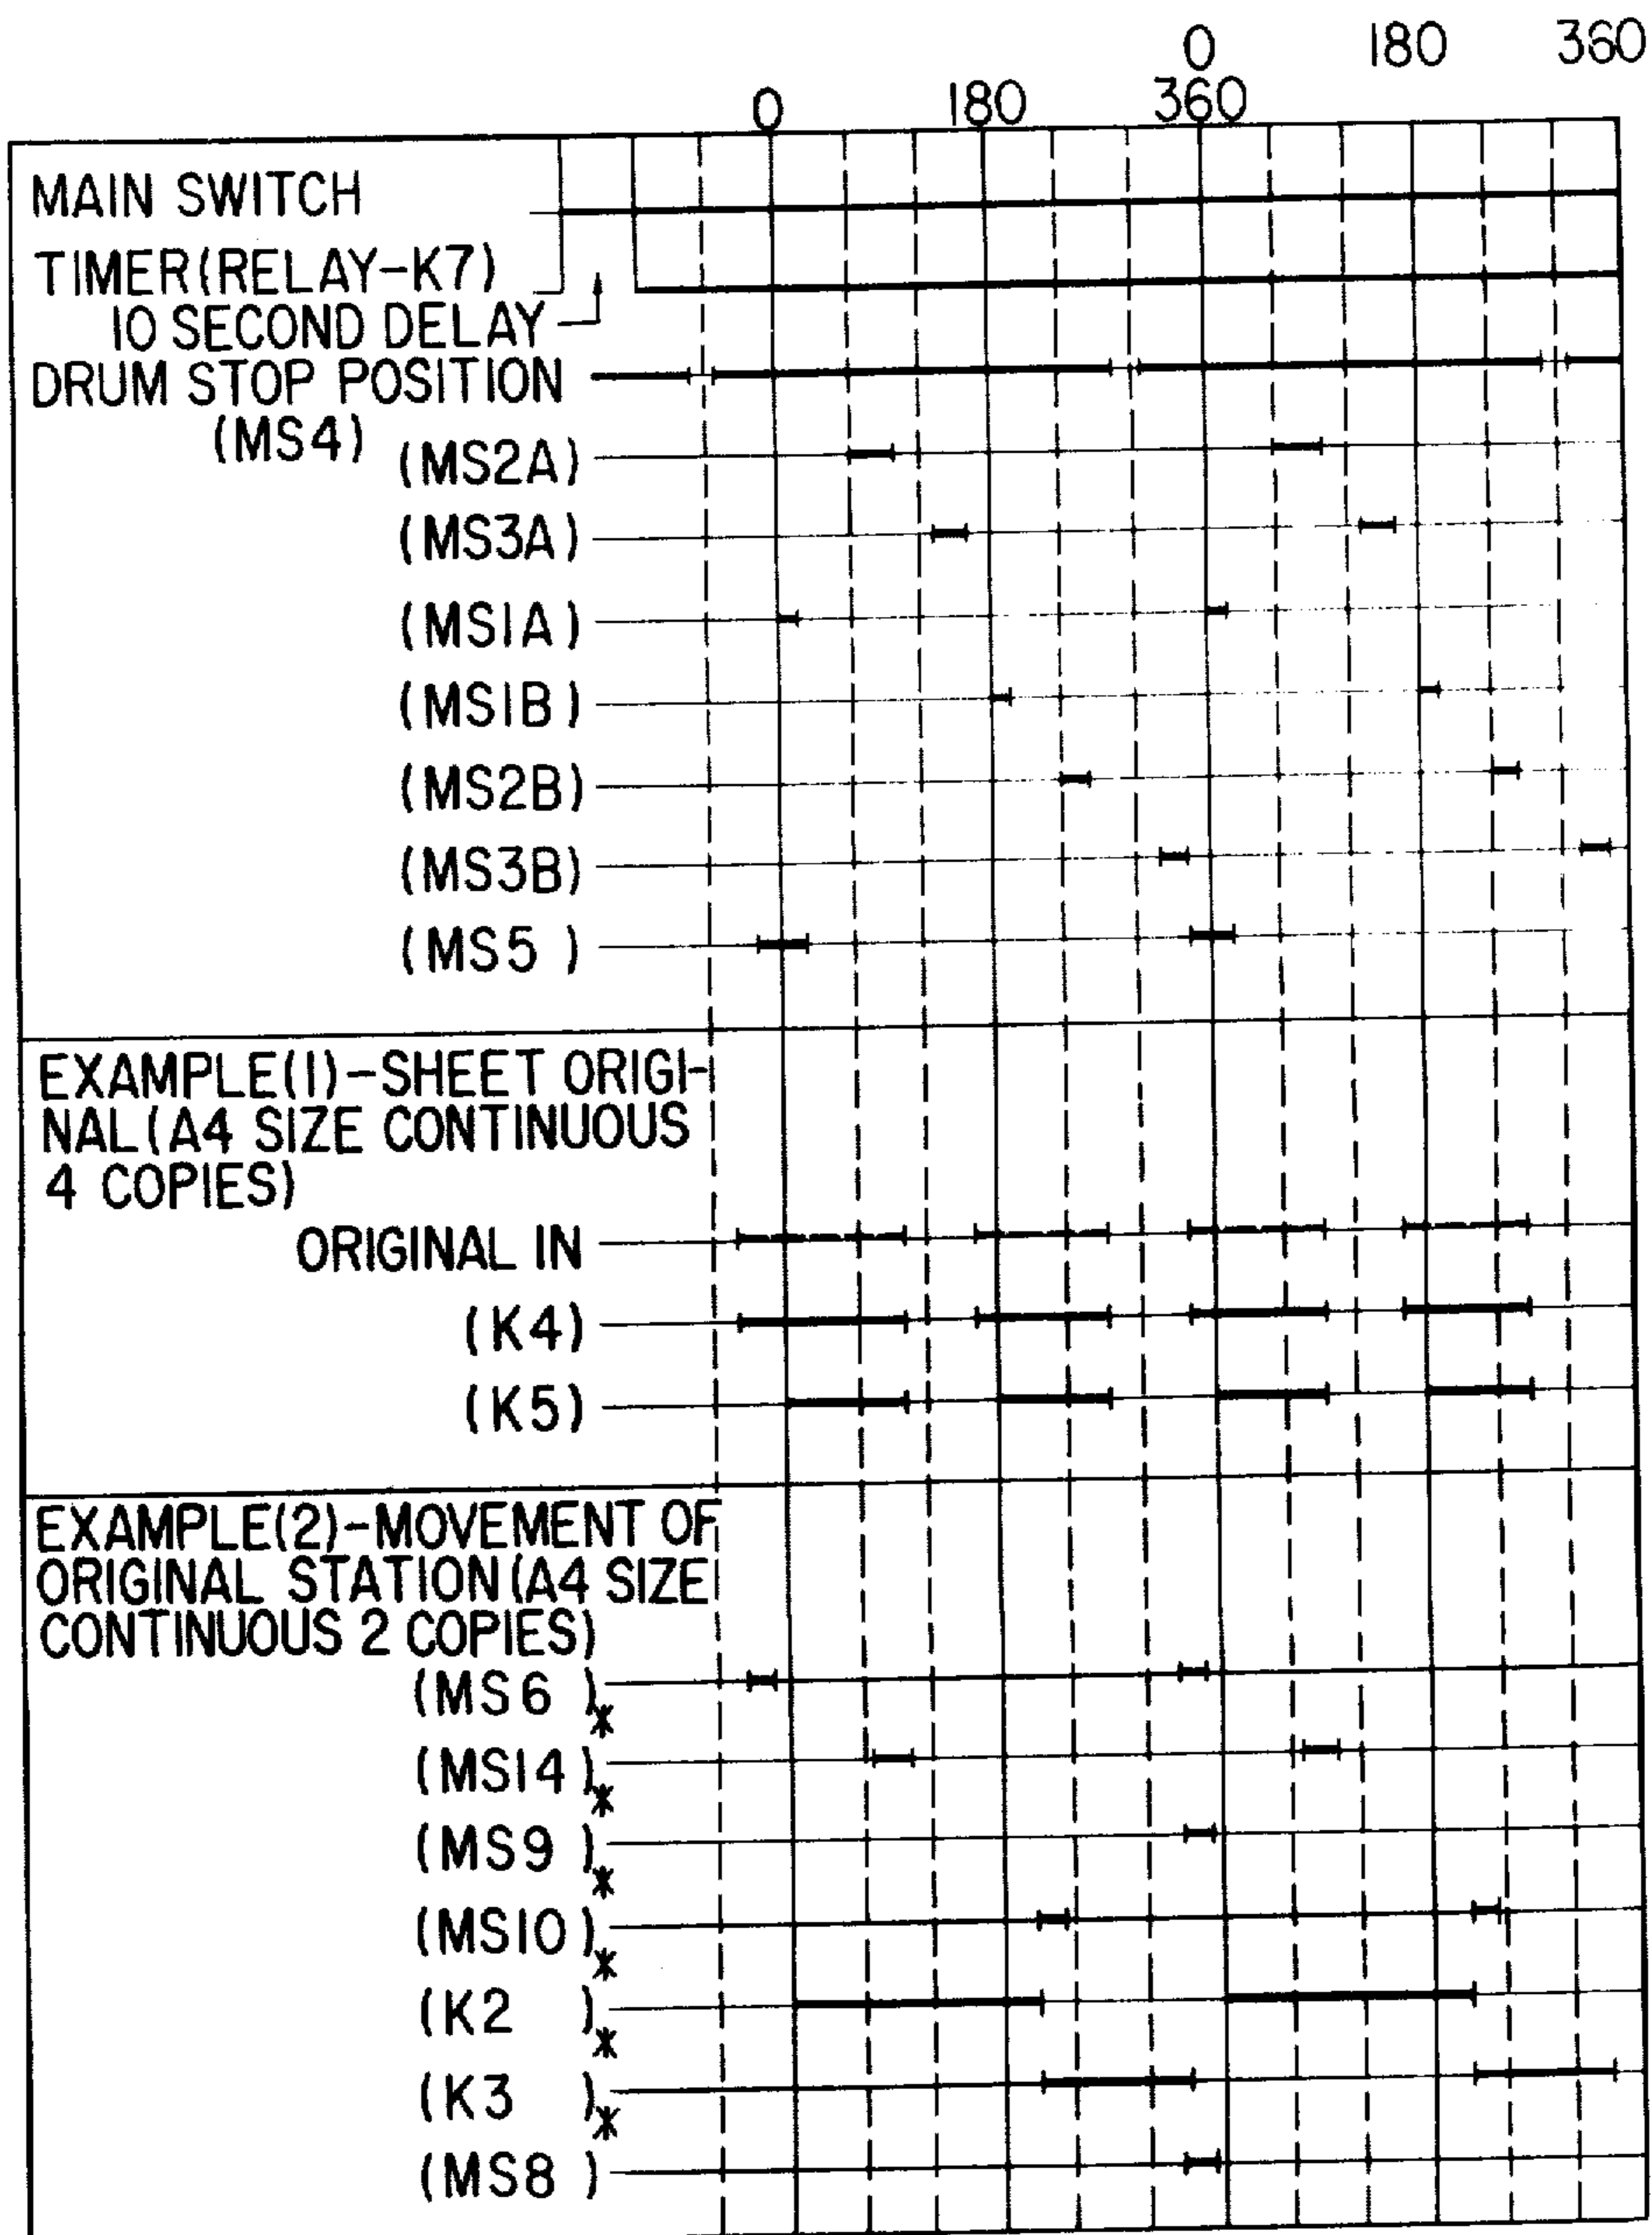 0 180 360
0 180 360
MAIN SWITCH
TIMER(RELAY-K7)
10 SECOND DELAY
DRUM STOP POSITION
(MS4)
(MS2A)
(MS3A)
(MS1A)
(MS1B)
(MS2B)
(MS3B)
(MS5 )
EXAMPLE(1)-SHEET ORIGI-
NAL(A4 SIZE CONTINUOUS
4 COPIES)
ORIGINAL IN
(K4)
(K5)
EXAMPLE(2)-MOVEMENT OF
ORIGINAL STATION(A4 SIZE
CONTINUOUS 2 COPIES)
(MS6 )*
(MS14 )*
(MS9 )*
(MS10 )*
(K2 )*
(K3 )*
(MS8 )